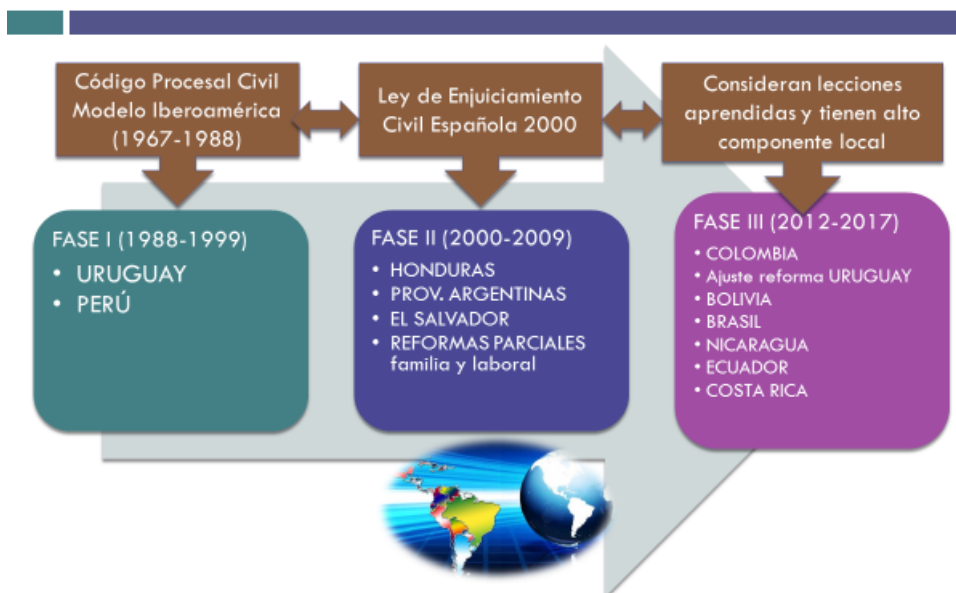 Código Procesal Civil
Modelo Iberoamérica
(1967-1988)
Ley de Enjuiciamiento
Civil Española 2000
Consideran lecciones
aprendidas y tienen alto
componente local
FASE I (1988-1999)
• URUGUAY
• PERÚ
FASE II (2000-2009)
• HONDURAS
• PROV. ARGENTINAS
• EL SALVADOR
• REFORMAS PARCIALES
familia y laboral
FASE III (2012-2017)
• COLOMBIA
• Ajuste reforma URUGUAY
• BOLIVIA
• BRASIL
• NICARAGUA
• ECUADOR
• COSTA RICA